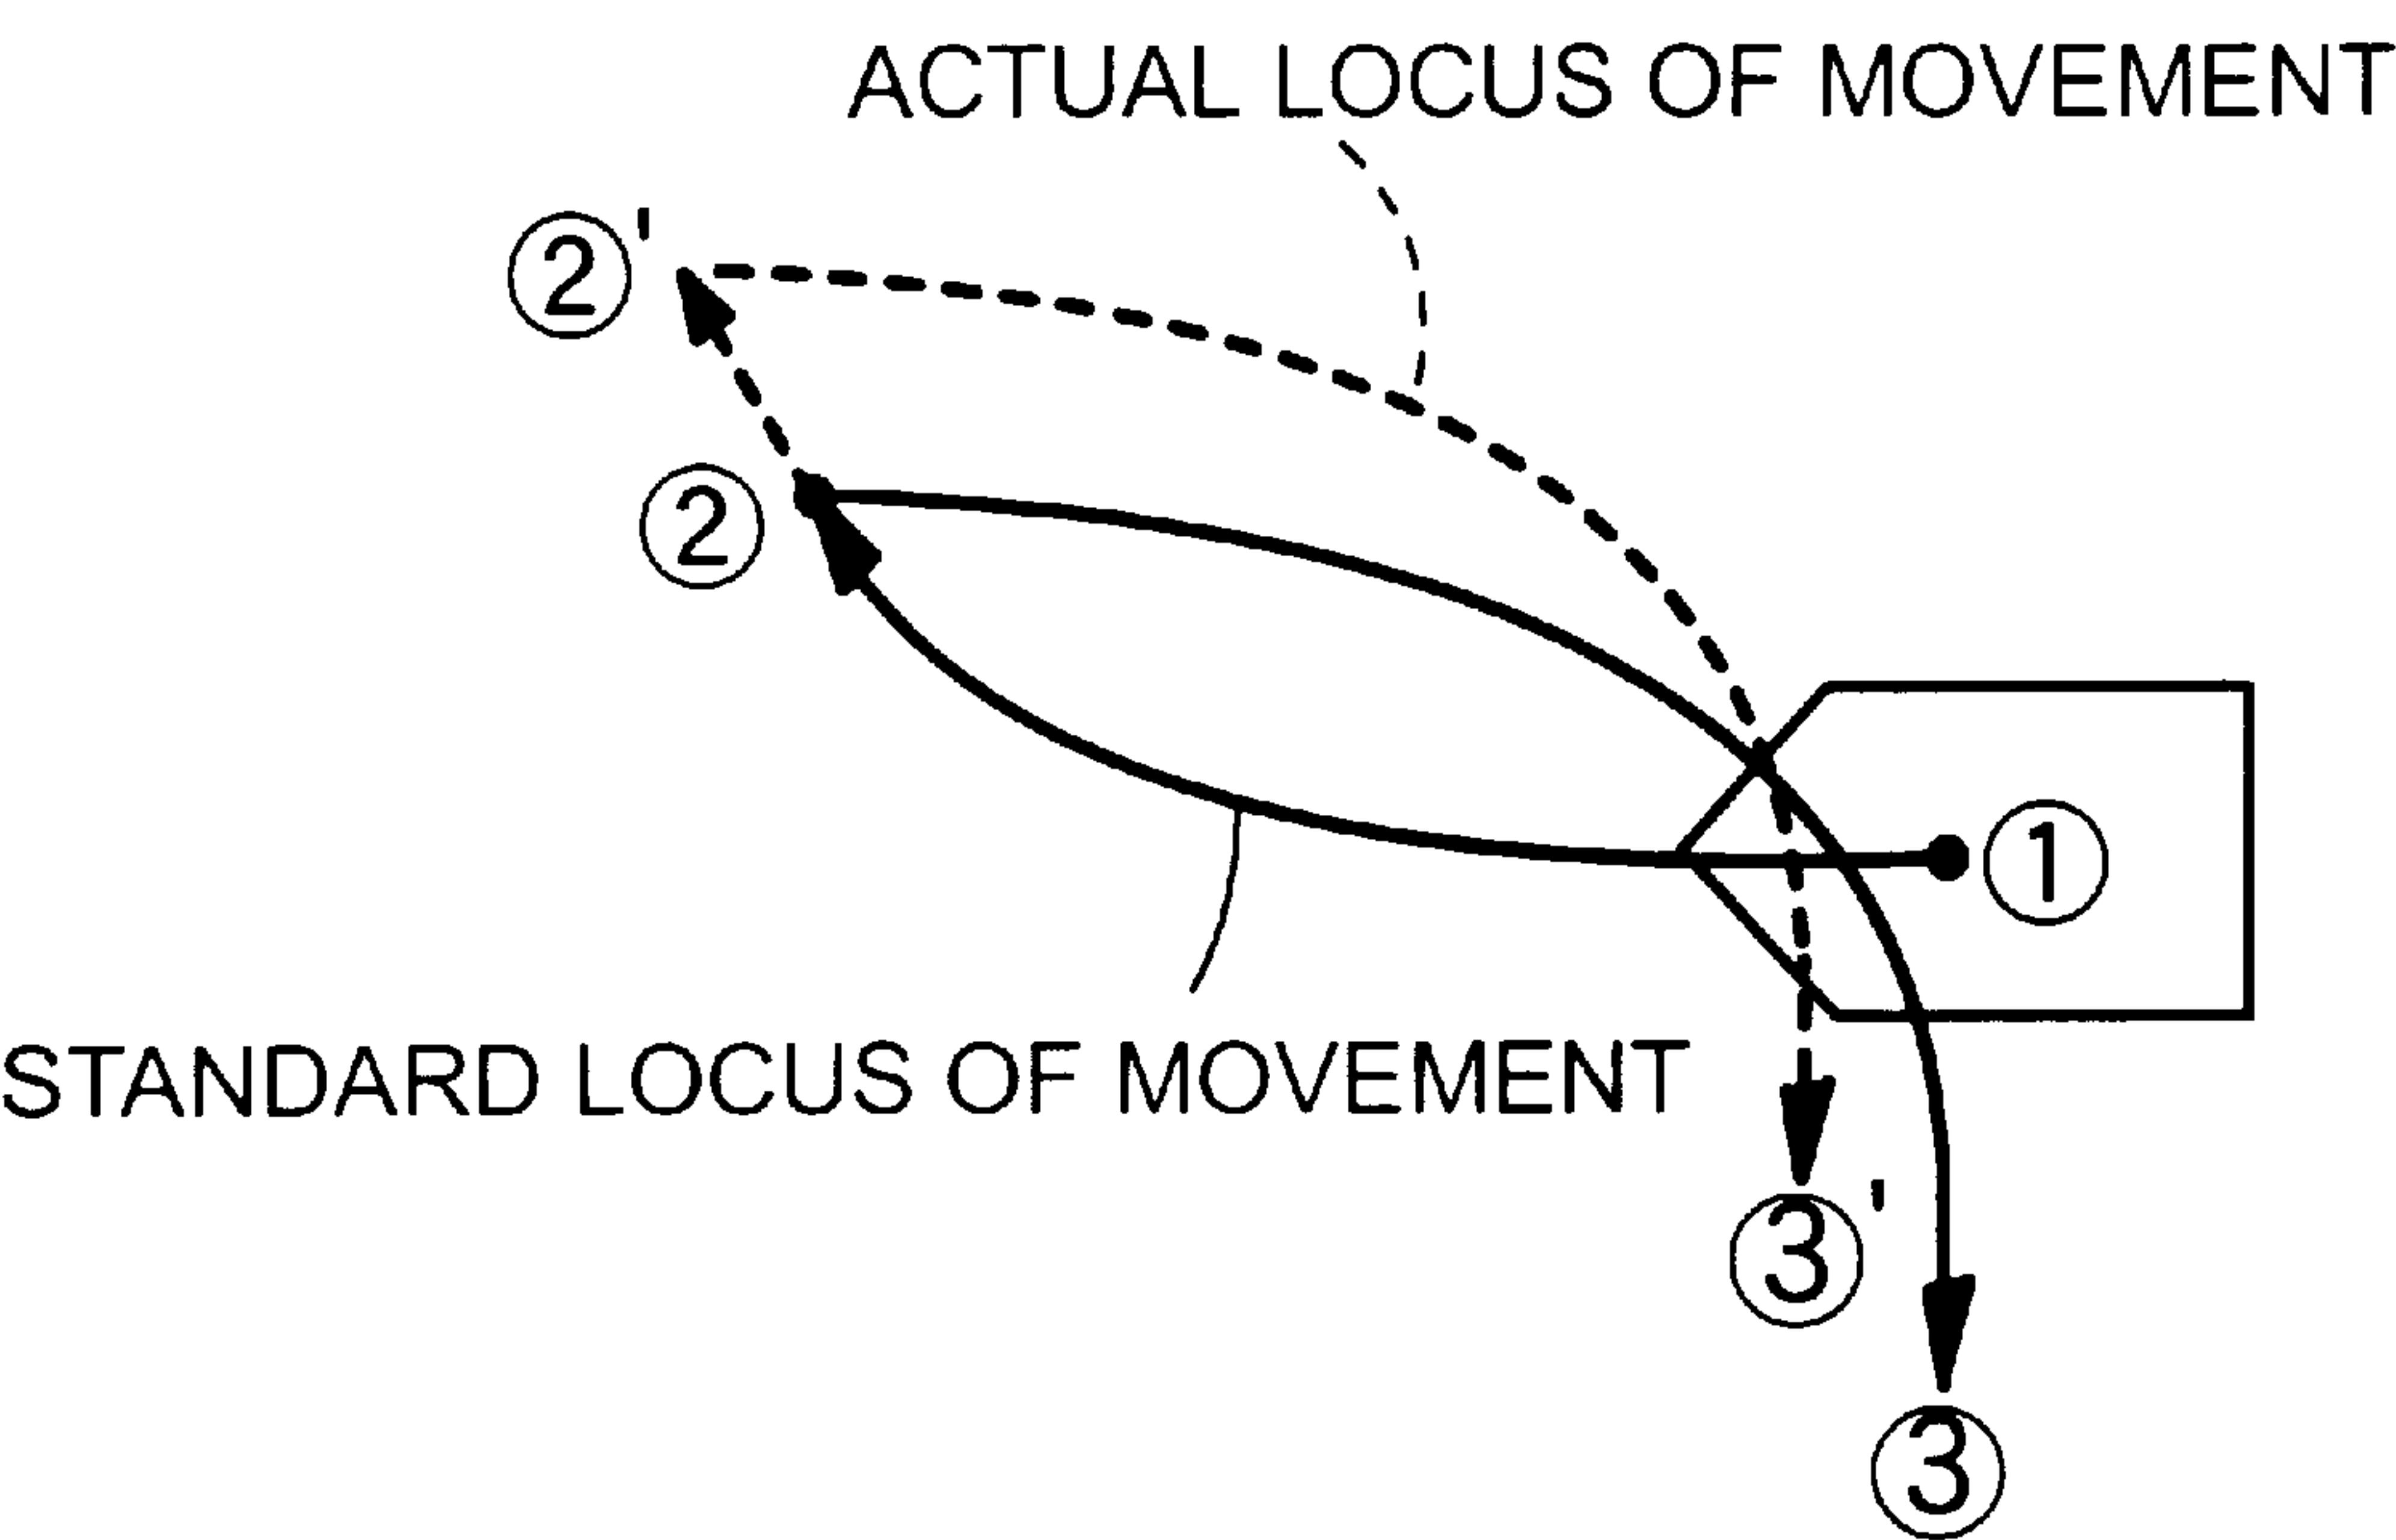 ACTUAL LOCUS OF MOVEMENT
②'
②
①
STANDARD LOCUS OF MOVEMENT
③'
③